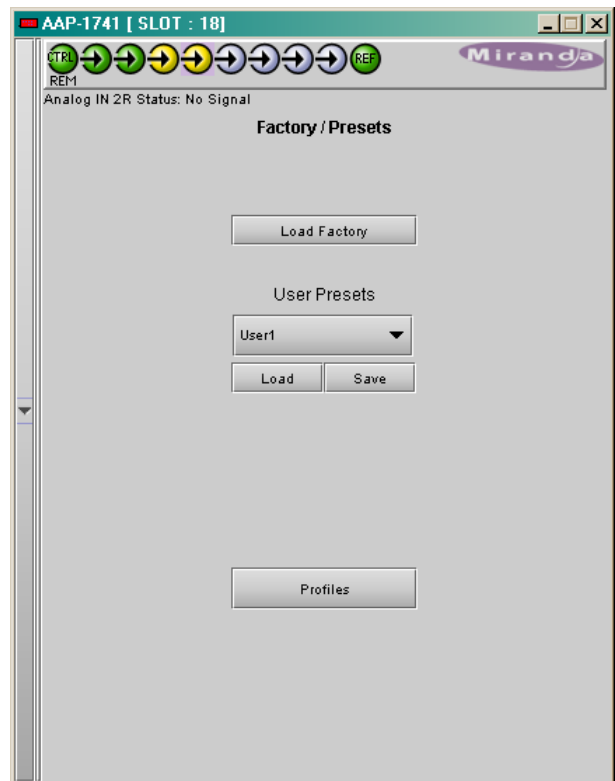 AAP-1741 [ SLOT : 18]
CTRL REF Miranda
REM
Analog IN 2R Status: No Signal
Factory / Presets
Load Factory
User Presets
User1
Load Save
Profiles